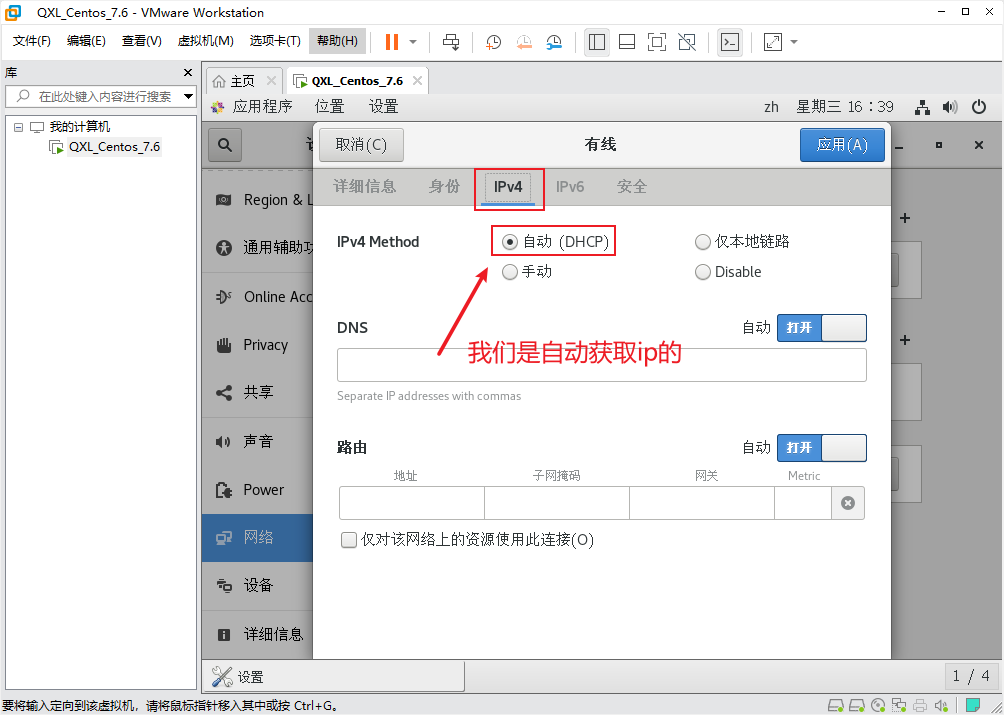 QXL_Centos_7.6 - VMware Workstation
文件(F) 编辑(E) 查看(V) 虚拟机(M) 选项卡(T) 帮助(H)
库
在此处键入内容进行搜索
我的计算机
QXL_Centos_7.6
主页 QXL_Centos_7.6
应用程序 位置 设置 zh 星期三 16∶39
取消(C) 有线 应用(A)
详细信息 身份 IPv4 IPv6 安全
Region & L
通用辅助功
Online Acc
Privacy
共享
声音
Power
网络
设备
详细信息
IPv4 Method 自动 (DHCP) 仅本地链路
手动 Disable
DNS 自动 打开
我们是自动获取ip的
Separate IP addresses with commas
路由 自动 打开
地址 子网掩码 网关 Metric
仅对该网络上的资源使用此连接(O)
设置 1 / 4
要将输入定向到该虚拟机，请将鼠标指针移入其中或按 Ctrl+G。